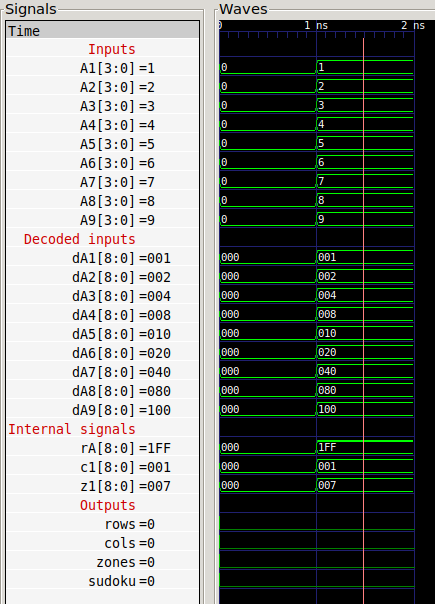 Signals
Waves
Time
0 1 ns 2 ns
Inputs
A1[3:0]=1 0 1
A2[3:0]=2 0 2
A3[3:0]=3 0 3
A4[3:0]=4 0 4
A5[3:0]=5 0 5
A6[3:0]=6 0 6
A7[3:0]=7 0 7
A8[3:0]=8 0 8
A9[3:0]=9 0 9
Decoded inputs
dA1[8:0]=001 000 001
dA2[8:0]=002 000 002
dA3[8:0]=004 000 004
dA4[8:0]=008 000 008
dA5[8:0]=010 000 010
dA6[8:0]=020 000 020
dA7[8:0]=040 000 040
dA8[8:0]=080 000 080
dA9[8:0]=100 000 100
Internal signals
rA[8:0]=1FF 000 1FF
c1[8:0]=001 000 001
z1[8:0]=007 000 007
Outputs
rows=0
cols=0
zones=0
sudoku=0